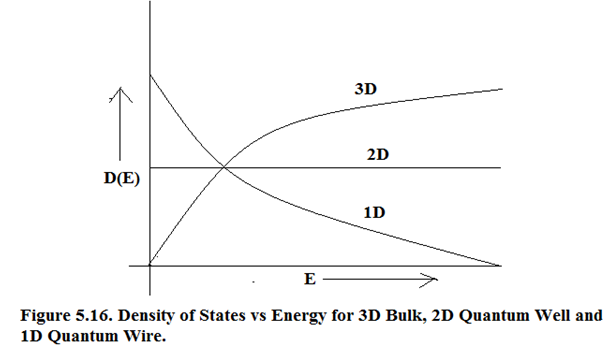 3D
2D
D(E)
1D
E
Figure 5.16. Density of States vs Energy for 3D Bulk, 2D Quantum Well and
1D Quantum Wire.